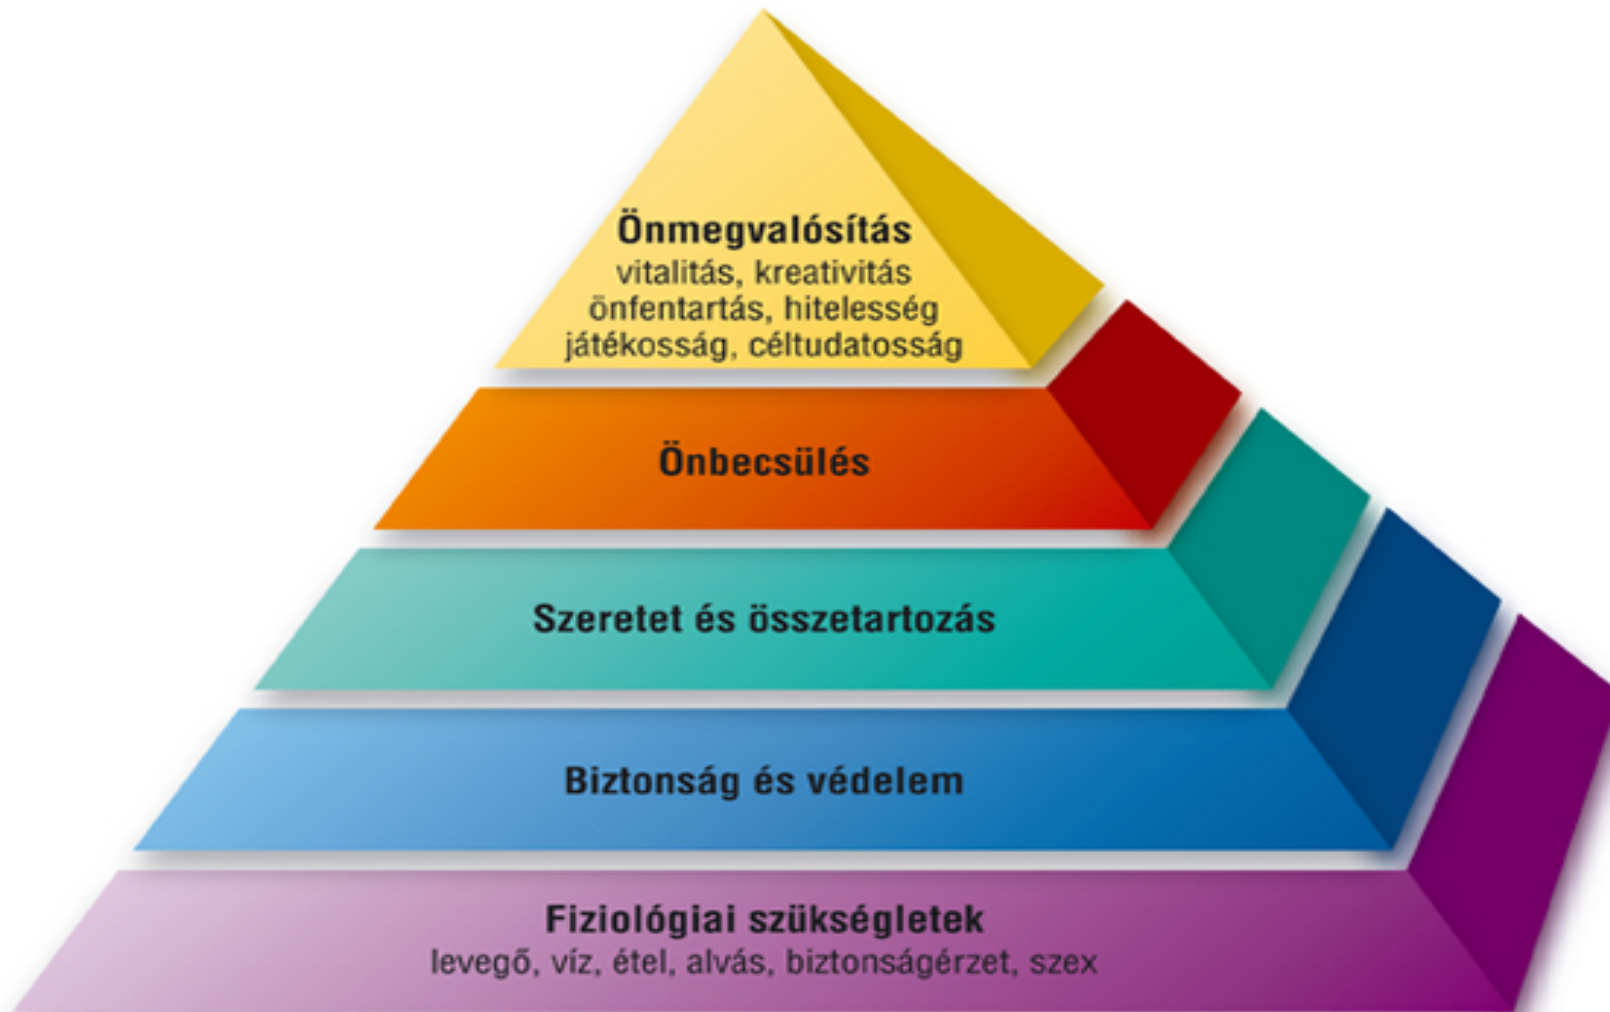 Önmegvalósítás
vitalitás, kreativitás
önfentartás, hitelesség
játékosság, céltudatosság
Önbecsülés
Szeretet és összetartozás
Biztonság és védelem
Fiziológiai szükségletek
levegő, víz, étel, alvás, biztonságérzet, szex